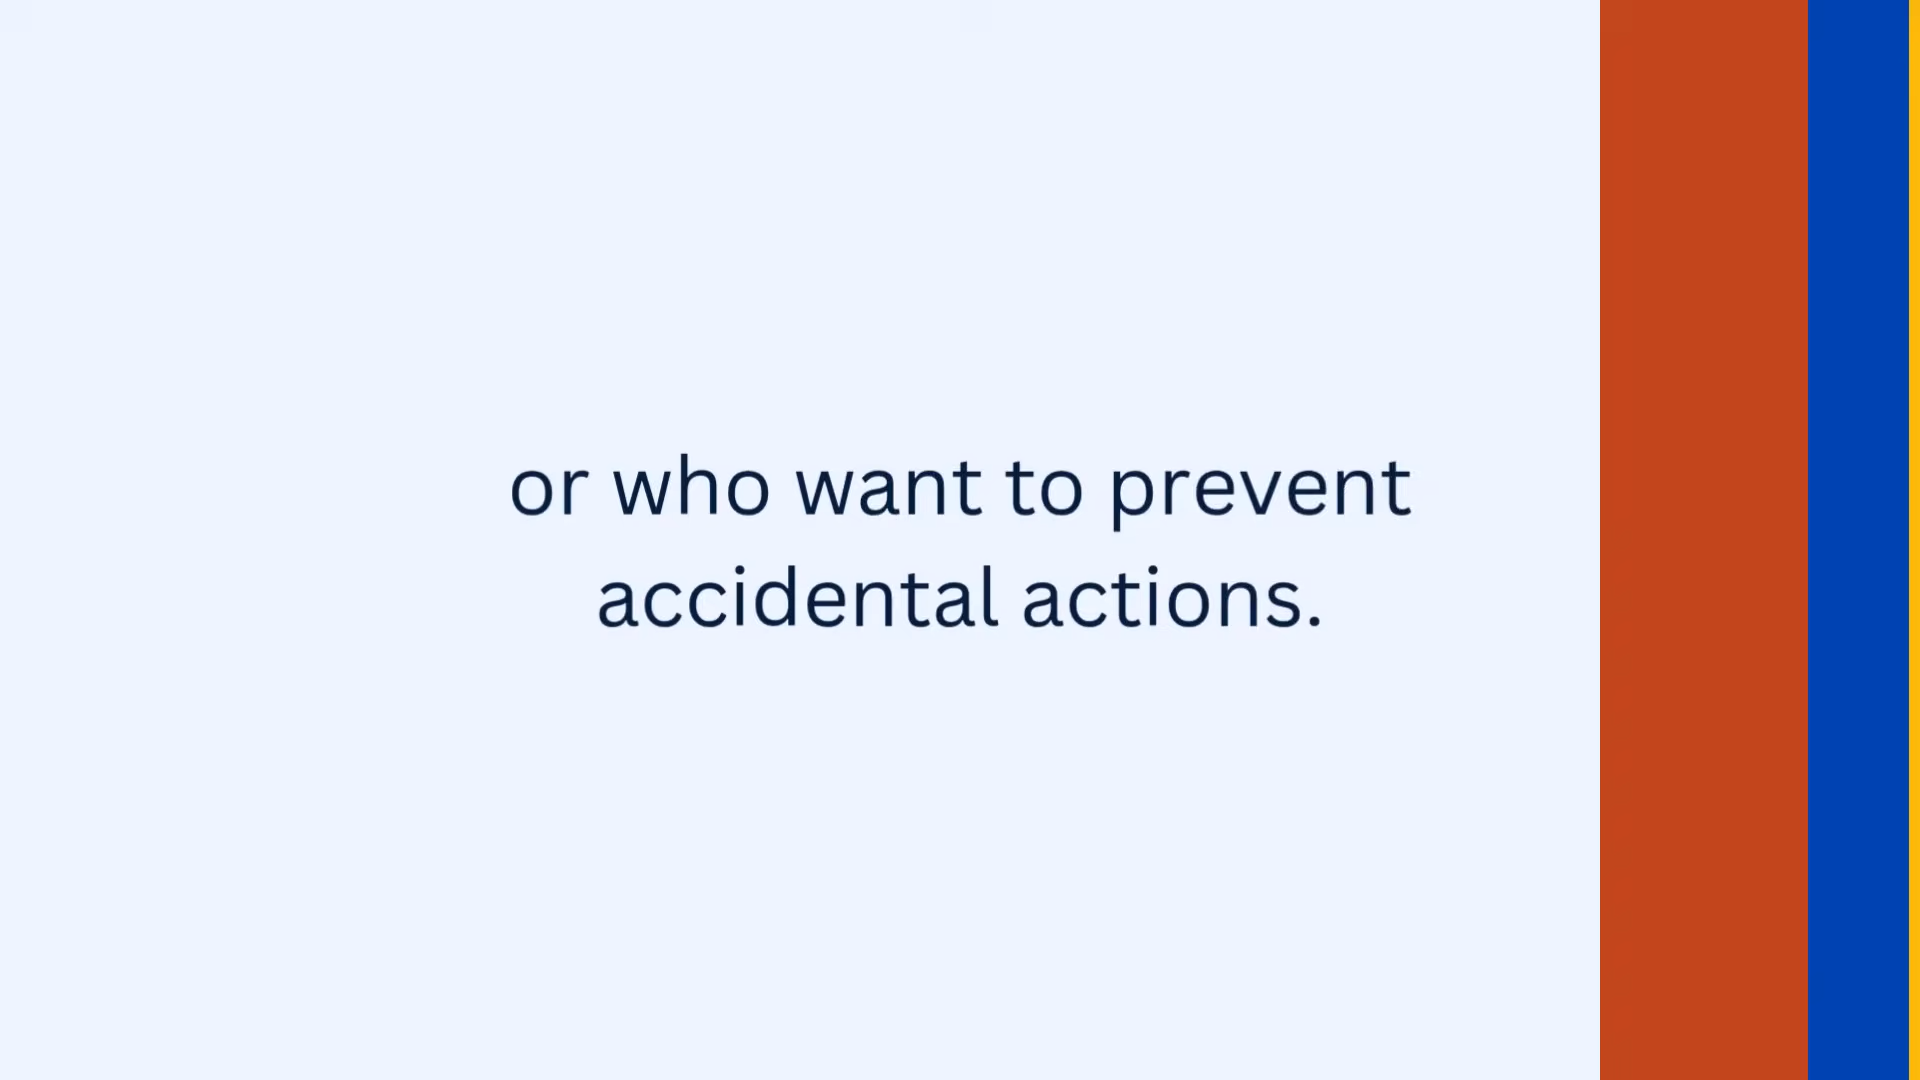 or who want to prevent
accidental actions.